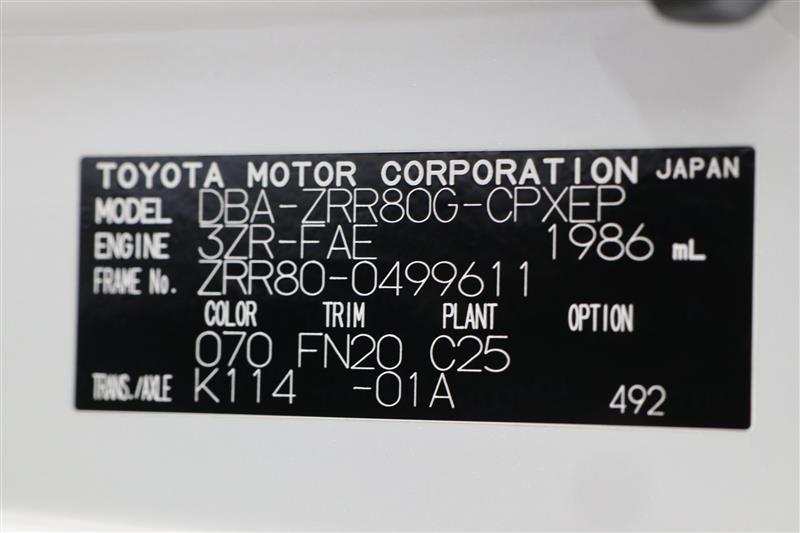 TOYOTA MOTOR CORPORATION JAPAN
MODEL DBA-ZRR80G-CPXEP
ENGINE 3ZR-FAE 1986 mL
FRAME No. ZRR80-0499611
COLOR TRIM PLANT OPTION
070 FN20 C25
TRANS./AXLE K114 -01A 492